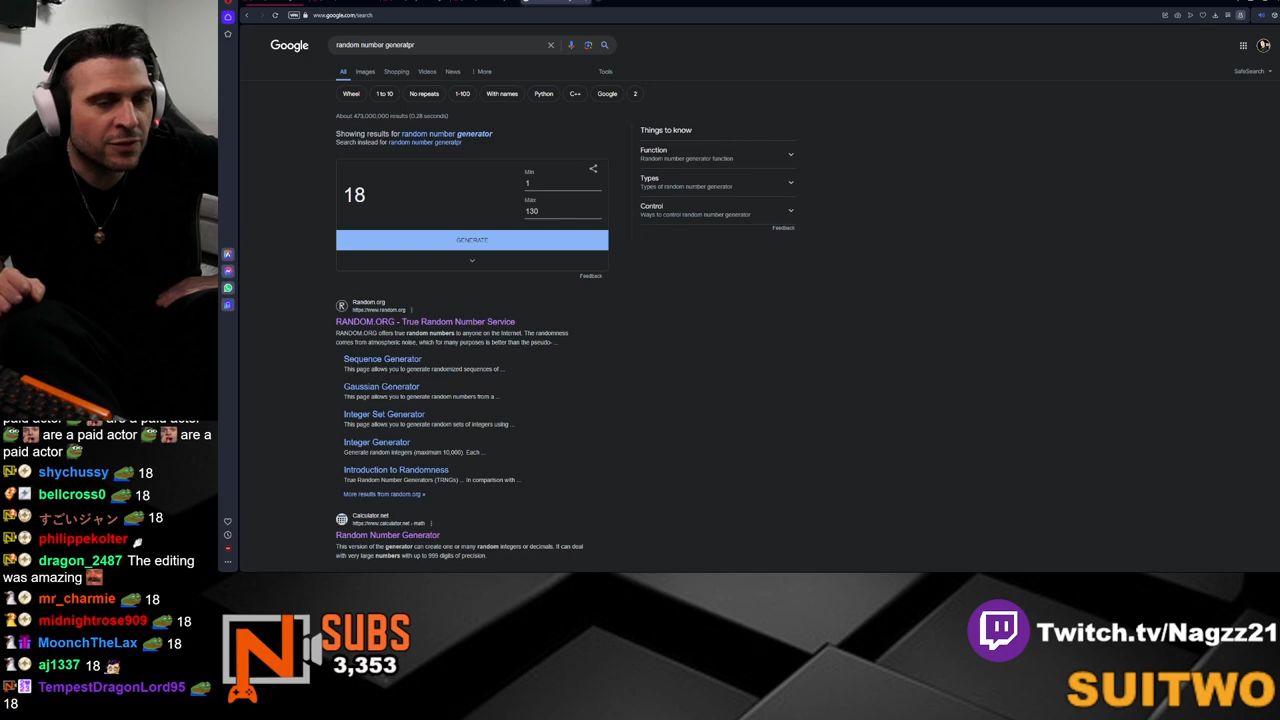 www.google.com/search
Google
random number generatpr
All Images Shopping Videos News More Tools
SafeSearch
Wheel 1 to 10 No repeats 1-100 With names Python C++ Google 2
About 473,000,000 results (0.28 seconds)
Showing results for random number generator
Search instead for random number generatpr
18
Min
1
Max
130
GENERATE
Feedback
Things to know
Function
Random number generator function
Types
Types of random number generator
Control
Ways to control random number generator
Feedback
Random.org
https://www.random.org
RANDOM.ORG - True Random Number Service
RANDOM.ORG offers true random numbers to anyone on the Internet. The randomness
comes from atmospheric noise, which for many purposes is better than the pseudo- ...
Sequence Generator
This page allows you to generate randomized sequences of ...
Gaussian Generator
This page allows you to generate random numbers from a ...
Integer Set Generator
This page allows you to generate random sets of integers using ...
Integer Generator
Generate random integers (maximum 10,000). Each ...
Introduction to Randomness
True Random Number Generators (TRNGs) ... In comparison with ...
More results from random.org »
Calculator.net
https://www.calculator.net › math
Random Number Generator
This version of the generator can create one or many random integers or decimals. It can deal
with very large numbers with up to 999 digits of precision.
paid actor are a paid actor
are a paid actor are a
paid actor
shychussy 18
bellcross0 18
すごいジャン 18
philippekolter
dragon_2487 The editing
was amazing
mr_charmie 18
midnightrose909 18
MoonchTheLax 18
aj1337 18
TempestDragonLord95
18
N
SUBS
3,353
Twitch.tv/Nagzz21
SUITWO